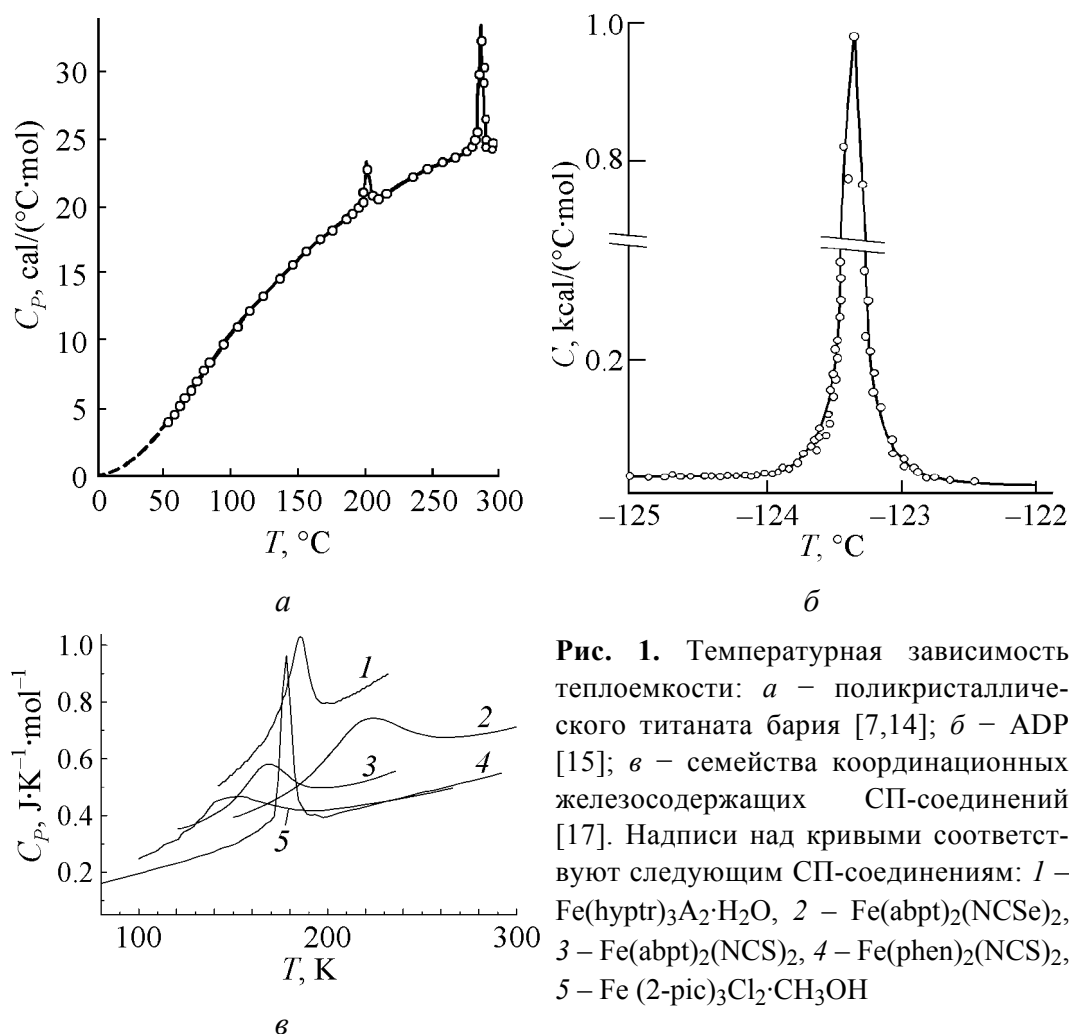 30
25
20
15
10
5
0
C_P, cal/(°C·mol)
0 50 100 150 200 250 300
T, °C
а
1.0
0.8
0.2
C, kcal/(°C·mol)
−125 −124 −123 −122
T, °C
б
1.0
0.8
0.6
0.4
0.2
C_P, J·K⁻¹·mol⁻¹
1
2
3
4
5
100 200 300
T, K
в
Рис. 1. Температурная зависимость
теплоемкости: а − поликристалличе-
ского титаната бария [7,14]; б − ADP
[15]; в − семейства координационных
железосодержащих СП-соединений
[17]. Надписи над кривыми соответст-
вуют следующим СП-соединениям: 1 –
Fe(hyptr)₃A₂·H₂O, 2 – Fe(abpt)₂(NCSe)₂,
3 – Fe(abpt)₂(NCS)₂, 4 – Fe(phen)₂(NCS)₂,
5 – Fe (2-pic)₃Cl₂·CH₃OH